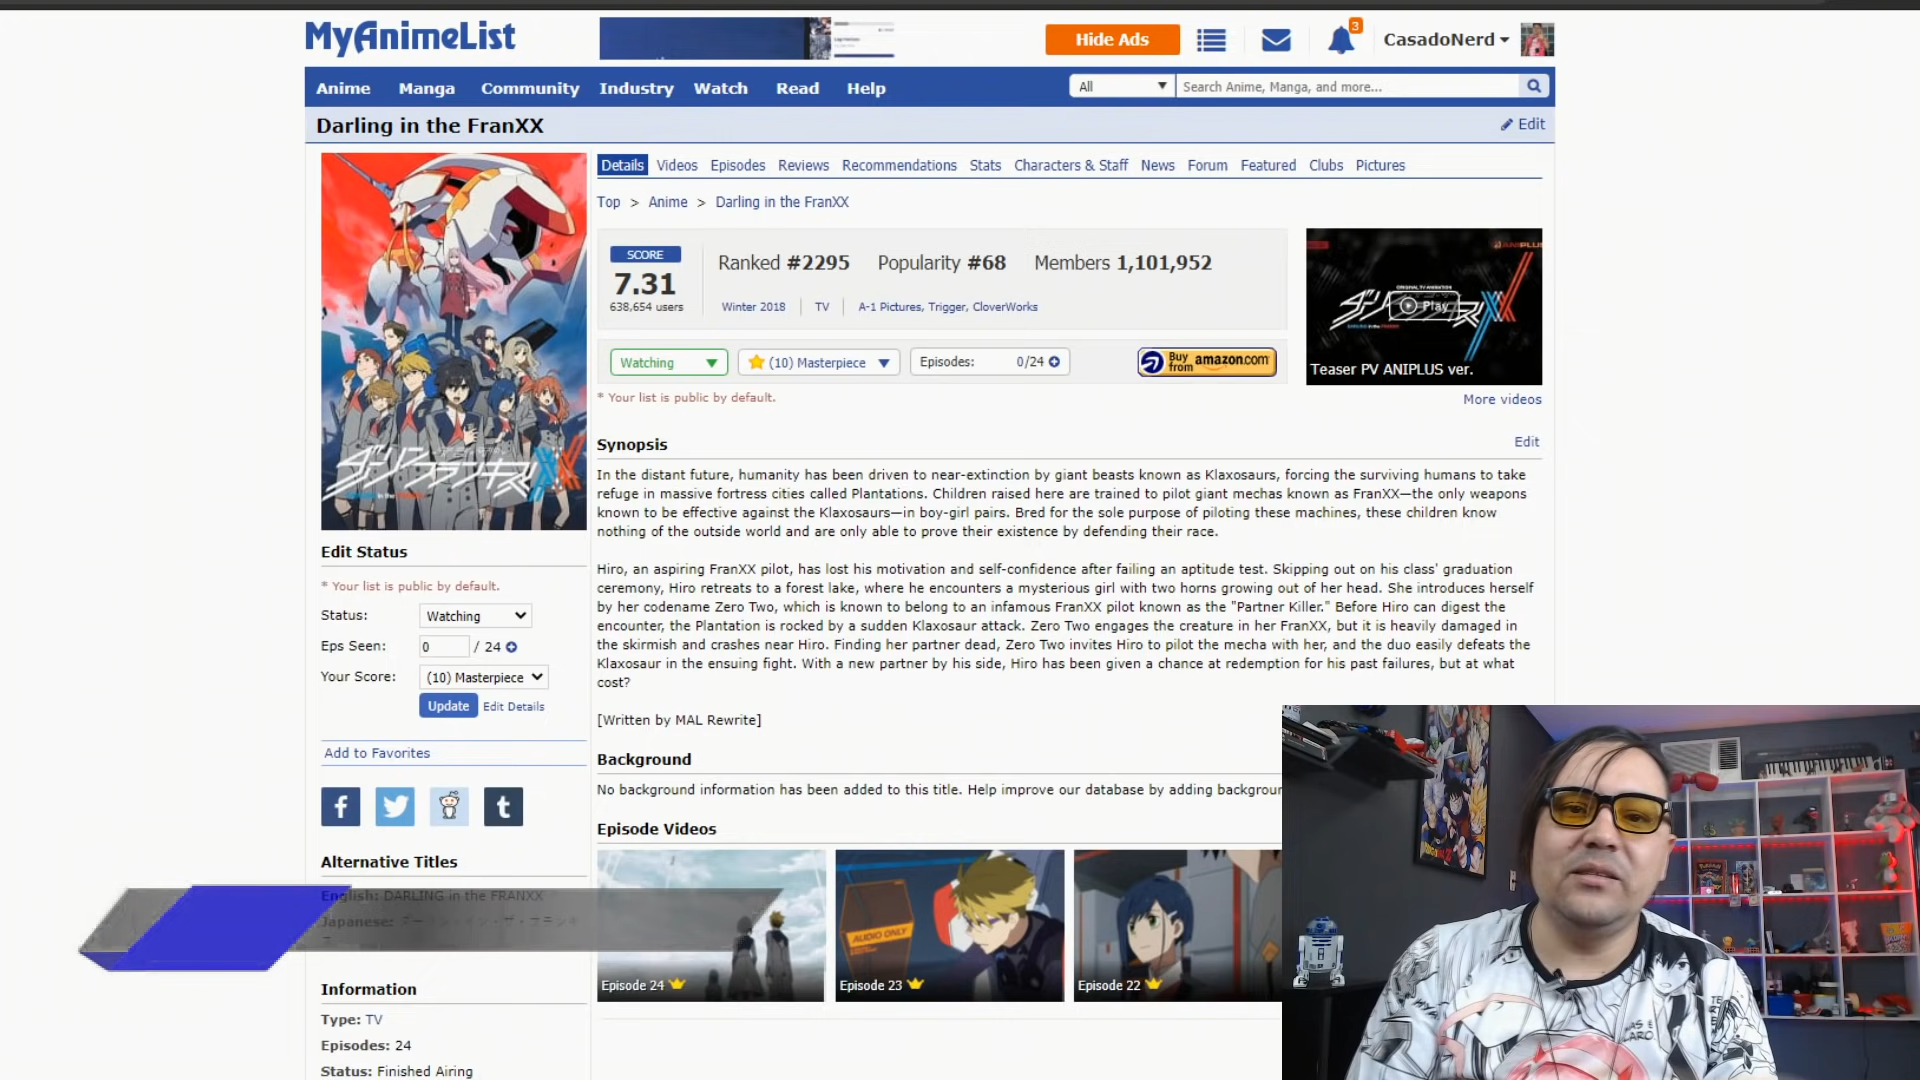 MyAnimeList
Hide Ads
3
CasadoNerd
Anime Manga Community Industry Watch Read Help
All
Search Anime, Manga, and more...
Darling in the FranXX
Edit
Details Videos Episodes Reviews Recommendations Stats Characters & Staff News Forum Featured Clubs Pictures
Top > Anime > Darling in the FranXX
SCORE
7.31
638,654 users
Ranked #2295 Popularity #68 Members 1,101,952
Winter 2018 TV A-1 Pictures, Trigger, CloverWorks
Watching
(10) Masterpiece
Episodes: 0/24
Buy from amazon.com
* Your list is public by default.
Play
Teaser PV ANIPLUS ver.
More videos
Synopsis
Edit
In the distant future, humanity has been driven to near-extinction by giant beasts known as Klaxosaurs, forcing the surviving humans to take
refuge in massive fortress cities called Plantations. Children raised here are trained to pilot giant mechas known as FranXX—the only weapons
known to be effective against the Klaxosaurs—in boy-girl pairs. Bred for the sole purpose of piloting these machines, these children know
nothing of the outside world and are only able to prove their existence by defending their race.
Hiro, an aspiring FranXX pilot, has lost his motivation and self-confidence after failing an aptitude test. Skipping out on his class' graduation
ceremony, Hiro retreats to a forest lake, where he encounters a mysterious girl with two horns growing out of her head. She introduces herself
by her codename Zero Two, which is known to belong to an infamous FranXX pilot known as the "Partner Killer." Before Hiro can digest the
encounter, the Plantation is rocked by a sudden Klaxosaur attack. Zero Two engages the creature in her FranXX, but it is heavily damaged in
the skirmish and crashes near Hiro. Finding her partner dead, Zero Two invites Hiro to pilot the mecha with her, and the duo easily defeats the
Klaxosaur in the ensuing fight. With a new partner by his side, Hiro has been given a chance at redemption for his past failures, but at what
cost?
[Written by MAL Rewrite]
Background
No background information has been added to this title. Help improve our database by adding backgroun
Episode Videos
AUDIO ONLY
Episode 24
Episode 23
Episode 22
Edit Status
* Your list is public by default.
Status: Watching
Eps Seen: 0 / 24
Your Score: (10) Masterpiece
Update Edit Details
Add to Favorites
Alternative Titles
English: DARLING in the FRANXX
Japanese: ダーリン・イン・ザ・フランキ
ス
Information
Type: TV
Episodes: 24
Status: Finished Airing